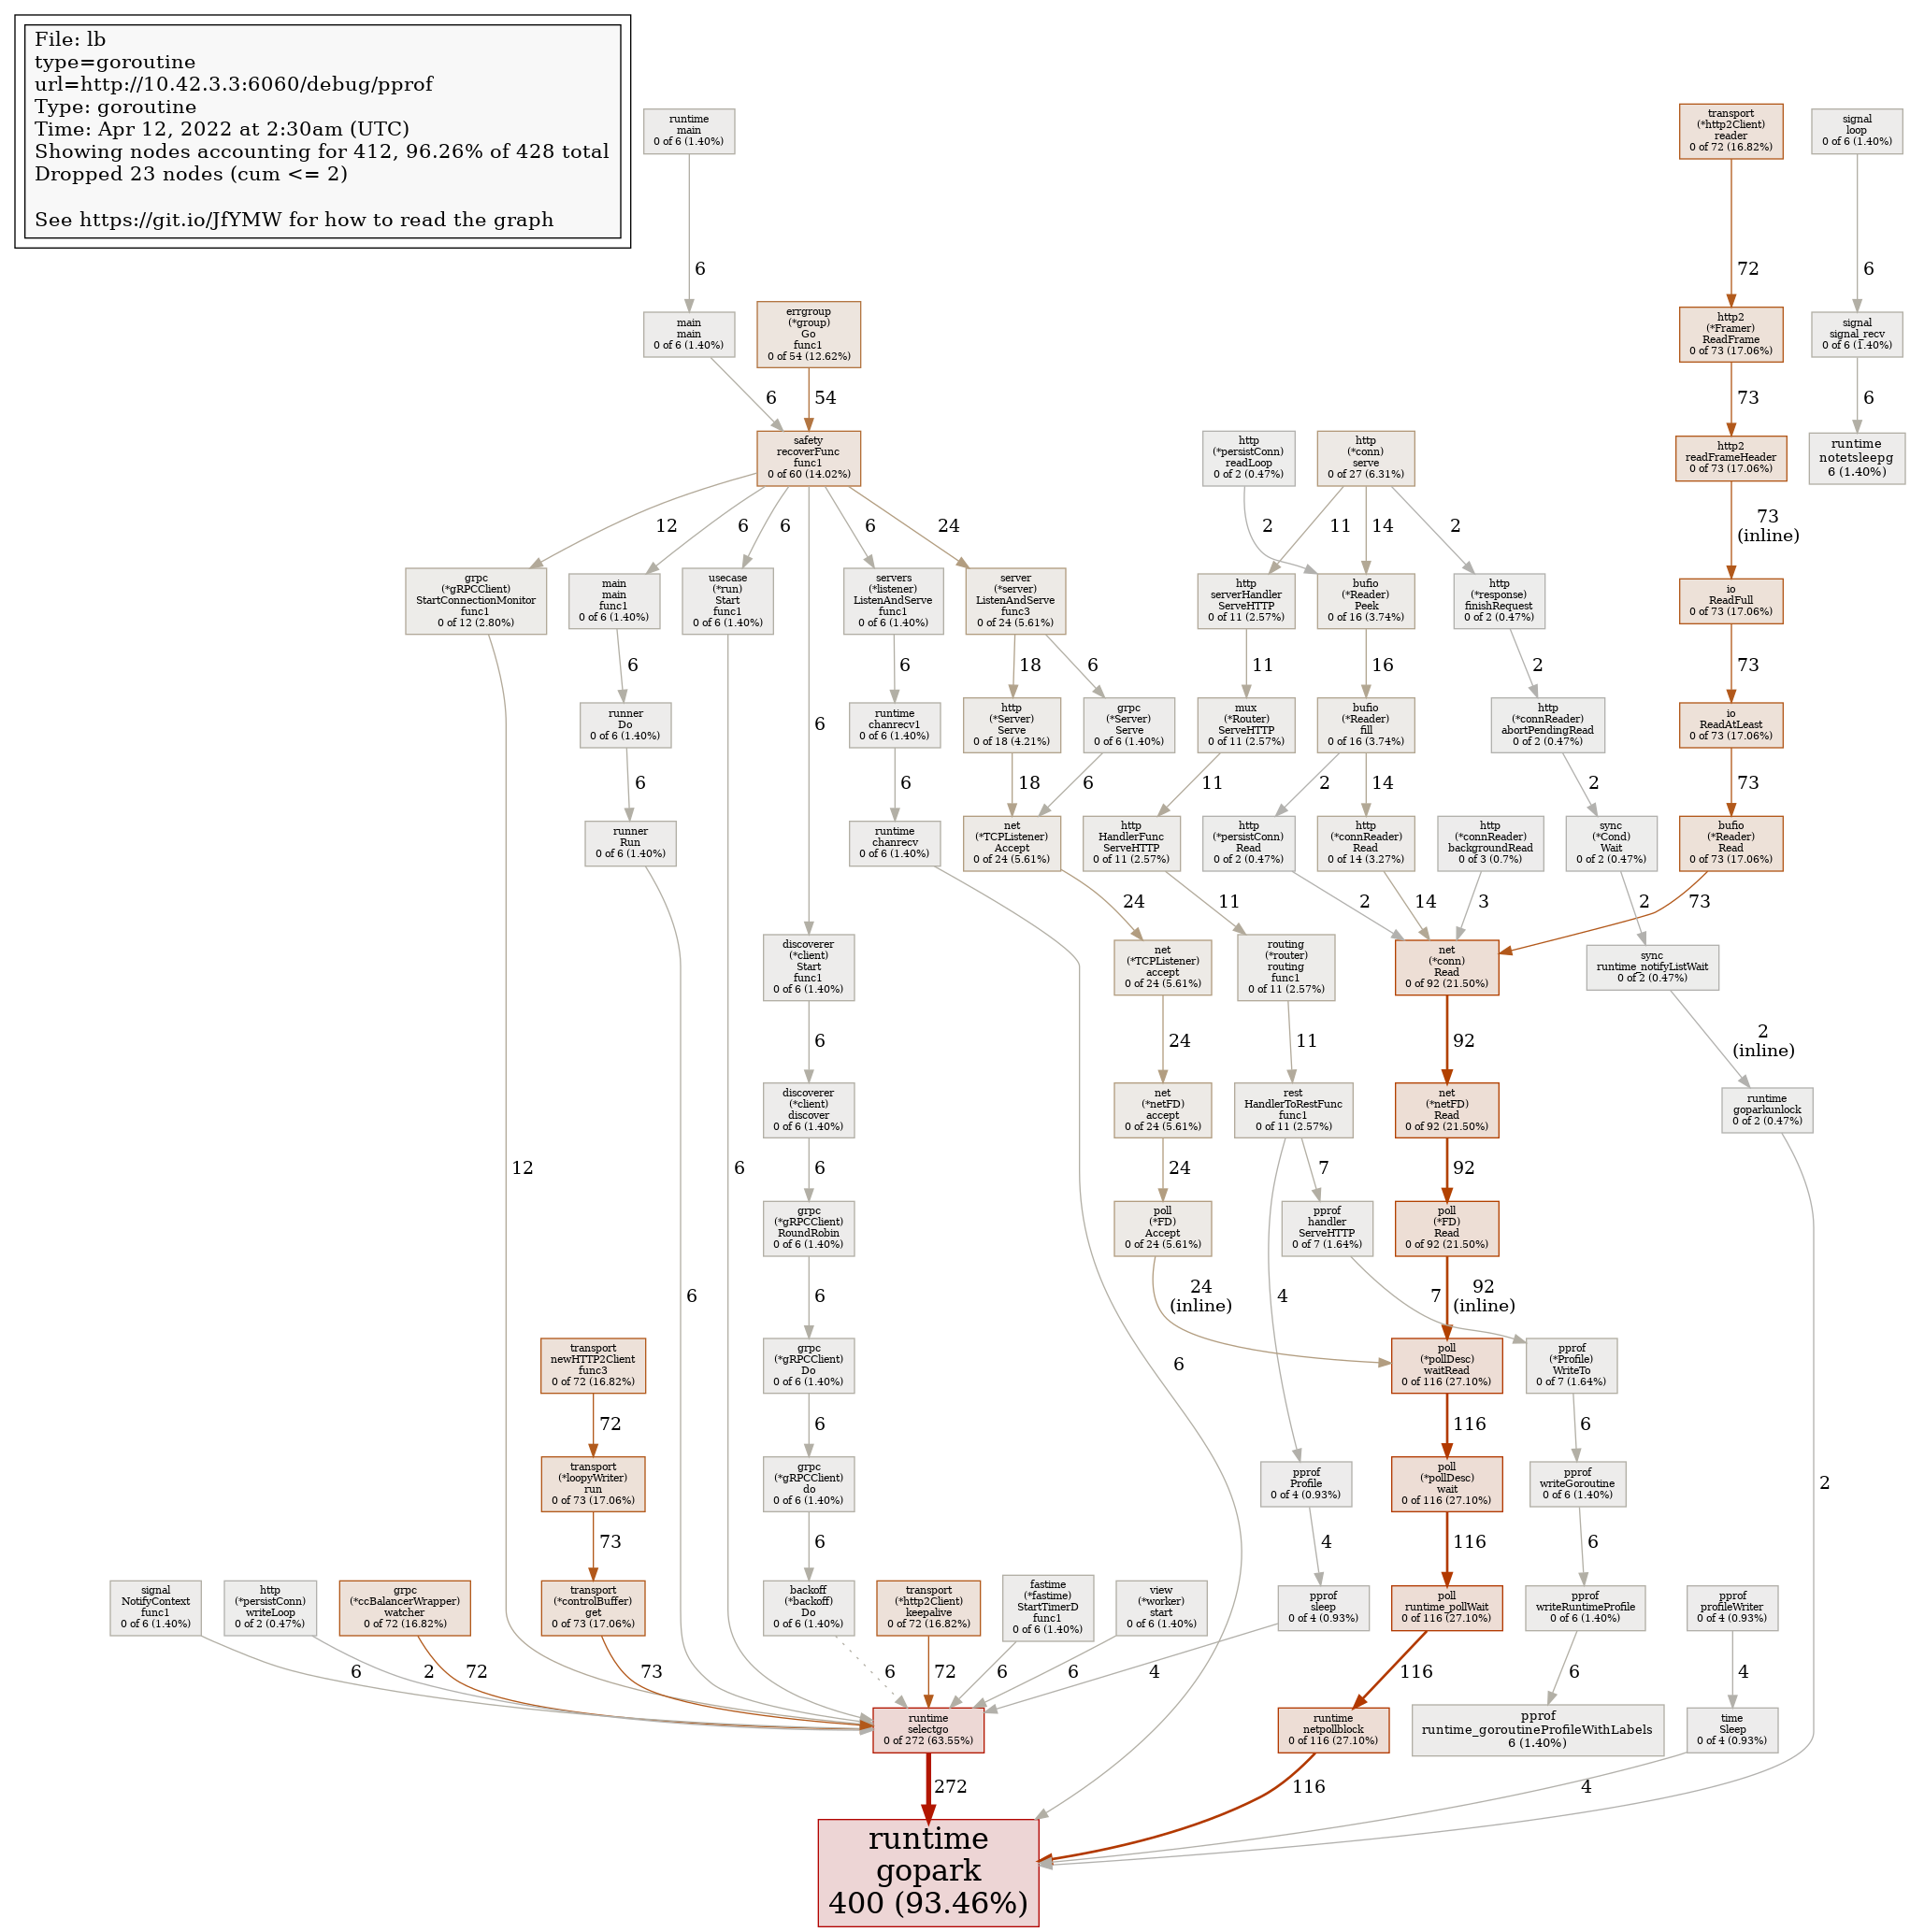 File: lb
type=goroutine
url=http://10.42.3.3:6060/debug/pprof
Type: goroutine
Time: Apr 12, 2022 at 2:30am (UTC)
Showing nodes accounting for 412, 96.26% of 428 total
Dropped 23 nodes (cum <= 2)
See https://git.io/JfYMW for how to read the graph
runtime
main
0 of 6 (1.40%)
transport
(*http2Client)
reader
0 of 72 (16.82%)
signal
loop
0 of 6 (1.40%)
6
72
6
main
main
0 of 6 (1.40%)
errgroup
(*group)
Go
func1
0 of 54 (12.62%)
http2
(*Framer)
ReadFrame
0 of 73 (17.06%)
signal
signal_recv
0 of 6 (1.40%)
6
54
73
6
safety
recoverFunc
func1
0 of 60 (14.02%)
http
(*persistConn)
readLoop
0 of 2 (0.47%)
http
(*conn)
serve
0 of 27 (6.31%)
http2
readFrameHeader
0 of 73 (17.06%)
runtime
notetsleepg
6 (1.40%)
12
6
6
6
24
2
11
14
2
73
(inline)
grpc
(*gRPCClient)
StartConnectionMonitor
func1
0 of 12 (2.80%)
main
main
func1
0 of 6 (1.40%)
usecase
(*run)
Start
func1
0 of 6 (1.40%)
servers
(*listener)
ListenAndServe
func1
0 of 6 (1.40%)
server
(*server)
ListenAndServe
func3
0 of 24 (5.61%)
http
serverHandler
ServeHTTP
0 of 11 (2.57%)
bufio
(*Reader)
Peek
0 of 16 (3.74%)
http
(*response)
finishRequest
0 of 2 (0.47%)
io
ReadFull
0 of 73 (17.06%)
6
6
18
6
11
16
2
73
runner
Do
0 of 6 (1.40%)
6
runtime
chanrecv1
0 of 6 (1.40%)
http
(*Server)
Serve
0 of 18 (4.21%)
grpc
(*Server)
Serve
0 of 6 (1.40%)
mux
(*Router)
ServeHTTP
0 of 11 (2.57%)
bufio
(*Reader)
fill
0 of 16 (3.74%)
http
(*connReader)
abortPendingRead
0 of 2 (0.47%)
io
ReadAtLeast
0 of 73 (17.06%)
6
6
18
6
11
2
14
2
73
runner
Run
0 of 6 (1.40%)
runtime
chanrecv
0 of 6 (1.40%)
net
(*TCPListener)
Accept
0 of 24 (5.61%)
http
HandlerFunc
ServeHTTP
0 of 11 (2.57%)
http
(*persistConn)
Read
0 of 2 (0.47%)
http
(*connReader)
Read
0 of 14 (3.27%)
http
(*connReader)
backgroundRead
0 of 3 (0.7%)
sync
(*Cond)
Wait
0 of 2 (0.47%)
bufio
(*Reader)
Read
0 of 73 (17.06%)
24
11
2
14
3
2
73
discoverer
(*client)
Start
func1
0 of 6 (1.40%)
net
(*TCPListener)
accept
0 of 24 (5.61%)
routing
(*router)
routing
func1
0 of 11 (2.57%)
net
(*conn)
Read
0 of 92 (21.50%)
sync
runtime_notifyListWait
0 of 2 (0.47%)
6
24
11
92
2
(inline)
discoverer
(*client)
discover
0 of 6 (1.40%)
net
(*netFD)
accept
0 of 24 (5.61%)
rest
HandlerToRestFunc
func1
0 of 11 (2.57%)
net
(*netFD)
Read
0 of 92 (21.50%)
runtime
goparkunlock
0 of 2 (0.47%)
12
6
6
24
7
92
grpc
(*gRPCClient)
RoundRobin
0 of 6 (1.40%)
poll
(*FD)
Accept
0 of 24 (5.61%)
pprof
handler
ServeHTTP
0 of 7 (1.64%)
poll
(*FD)
Read
0 of 92 (21.50%)
6
6
24
(inline)
4
7
92
(inline)
transport
newHTTP2Client
func3
0 of 72 (16.82%)
grpc
(*gRPCClient)
Do
0 of 6 (1.40%)
6
poll
(*pollDesc)
waitRead
0 of 116 (27.10%)
pprof
(*Profile)
WriteTo
0 of 7 (1.64%)
72
6
116
6
transport
(*loopyWriter)
run
0 of 73 (17.06%)
grpc
(*gRPCClient)
do
0 of 6 (1.40%)
pprof
Profile
0 of 4 (0.93%)
poll
(*pollDesc)
wait
0 of 116 (27.10%)
pprof
writeGoroutine
0 of 6 (1.40%)
2
73
6
4
116
6
signal
NotifyContext
func1
0 of 6 (1.40%)
http
(*persistConn)
writeLoop
0 of 2 (0.47%)
grpc
(*ccBalancerWrapper)
watcher
0 of 72 (16.82%)
transport
(*controlBuffer)
get
0 of 73 (17.06%)
backoff
(*backoff)
Do
0 of 6 (1.40%)
transport
(*http2Client)
keepalive
0 of 72 (16.82%)
fastime
(*fastime)
StartTimerD
func1
0 of 6 (1.40%)
view
(*worker)
start
0 of 6 (1.40%)
pprof
sleep
0 of 4 (0.93%)
poll
runtime_pollWait
0 of 116 (27.10%)
pprof
writeRuntimeProfile
0 of 6 (1.40%)
pprof
profileWriter
0 of 4 (0.93%)
6
2
72
73
6
72
6
6
4
116
6
4
runtime
selectgo
0 of 272 (63.55%)
runtime
netpollblock
0 of 116 (27.10%)
pprof
runtime_goroutineProfileWithLabels
6 (1.40%)
time
Sleep
0 of 4 (0.93%)
272
116
4
runtime
gopark
400 (93.46%)